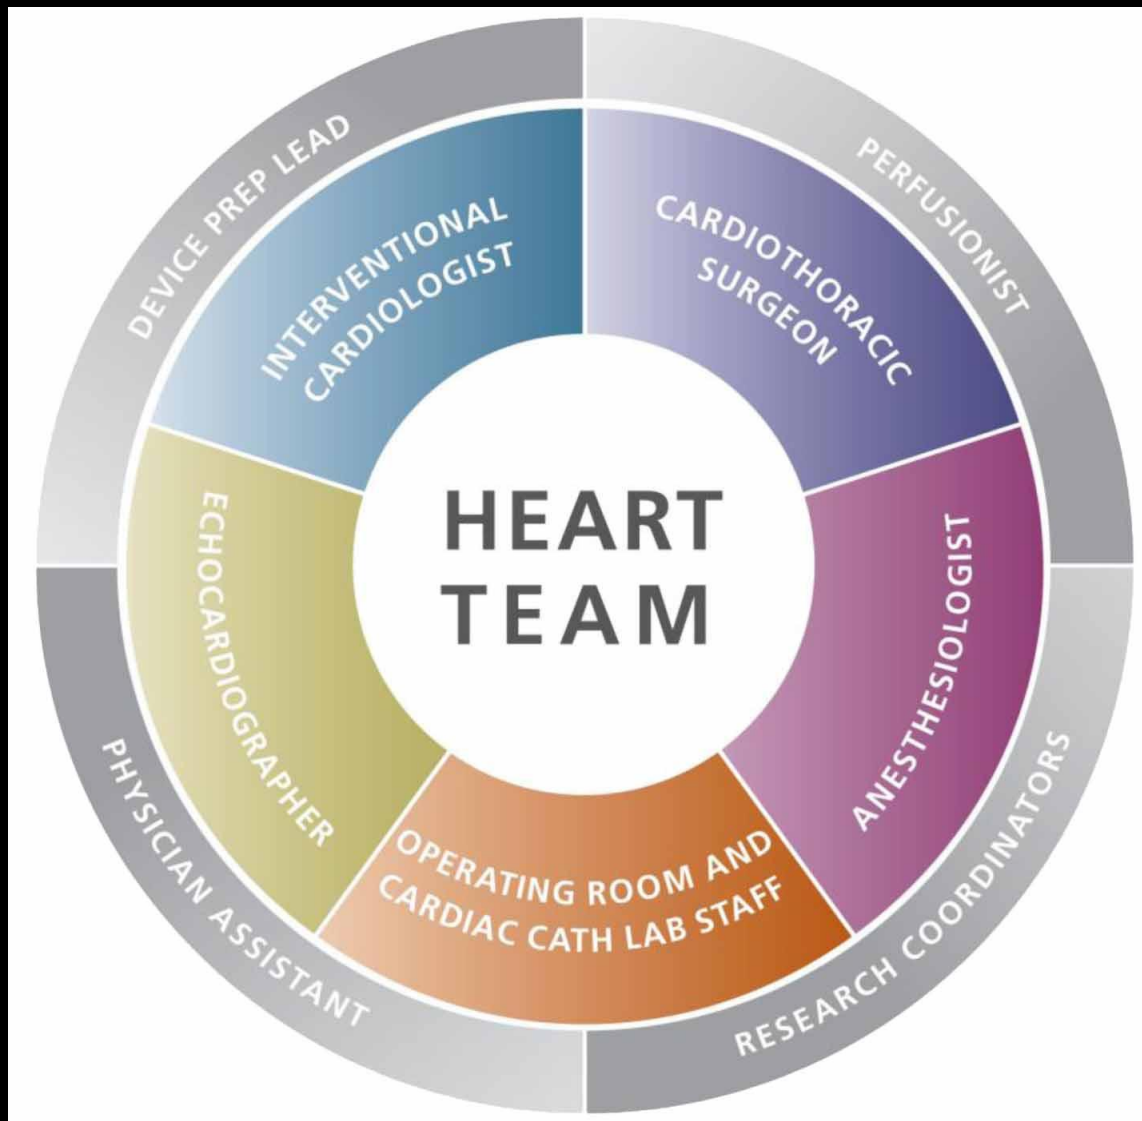 HEART
TEAM
INTERVENTIONAL
CARDIOLOGIST
CARDIOTHORACIC
SURGEON
ANESTHESIOLOGIST
OPERATING ROOM AND
CARDIAC CATH LAB STAFF
ECHOCARDIOGRAPHER
DEVICE PREP LEAD
PERFUSIONIST
RESEARCH COORDINATORS
PHYSICIAN ASSISTANT